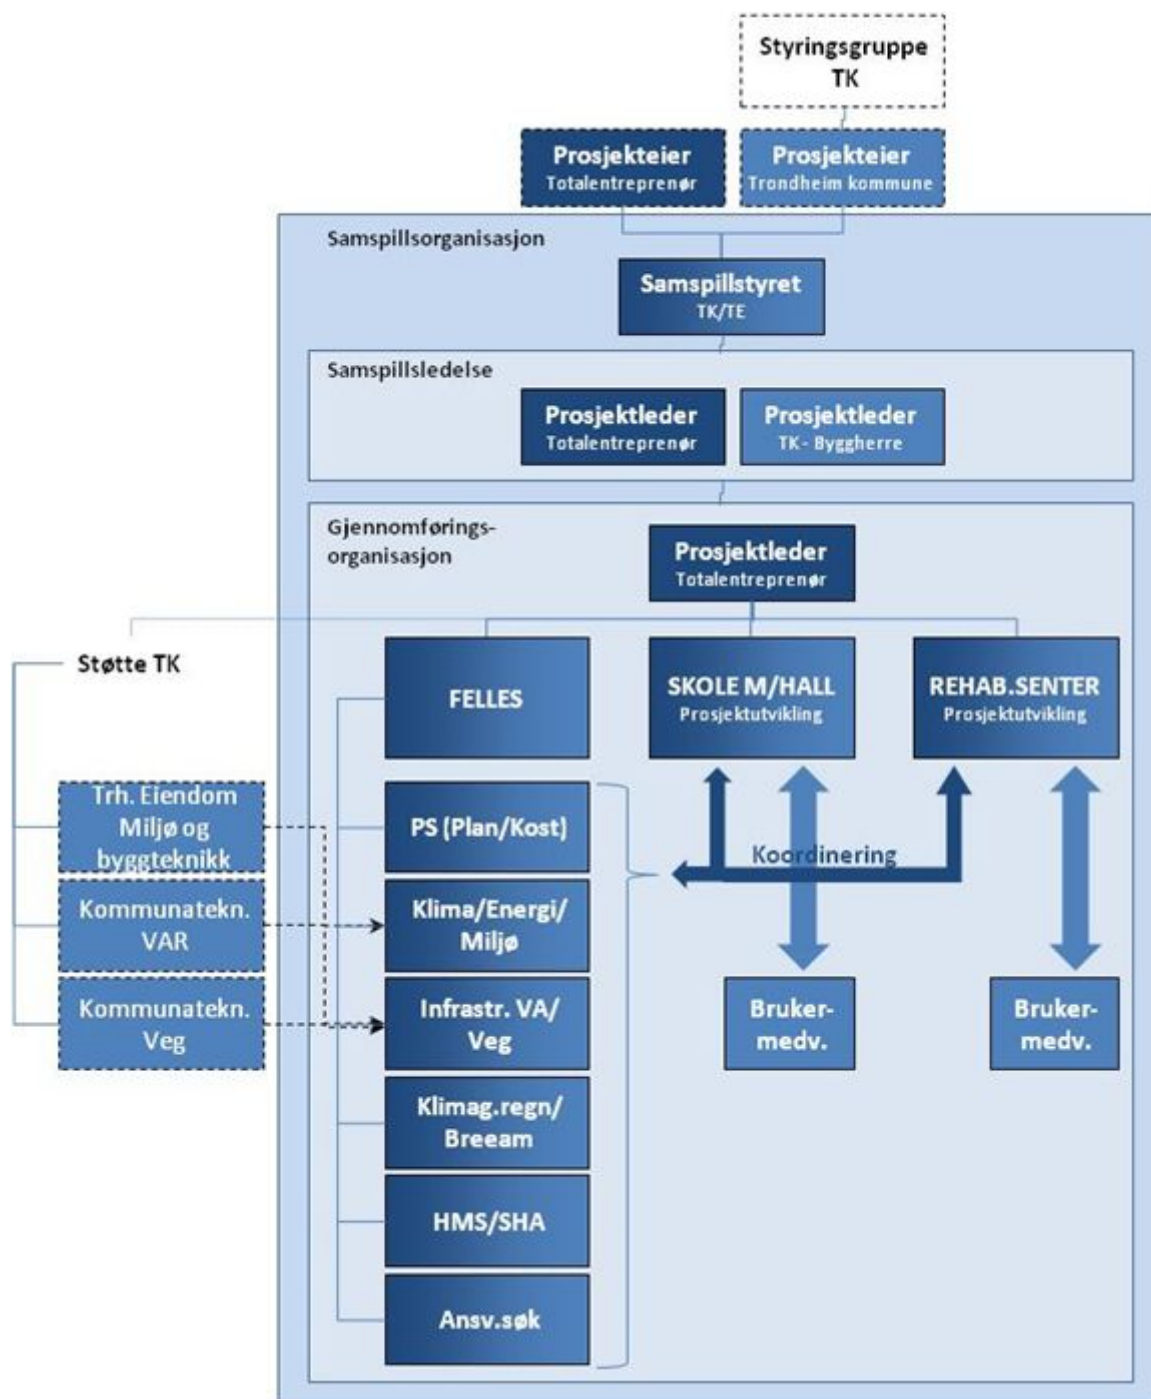 Styringsgruppe
TK
Prosjekteier
Totalentreprenør
Prosjekteier
Trondheim kommune
Samspillsorganisasjon
Samspillstyret
TK/TE
Samspillsledelse
Prosjektleder
Totalentreprenør
Prosjektleder
TK - Byggherre
Gjennomførings-
organisasjon
Prosjektleder
Totalentreprenør
Støtte TK
FELLES
SKOLE M/HALL
Prosjektutvikling
REHAB.SENTER
Prosjektutvikling
Trh. Eiendom
Miljø og
byggteknikk
Kommunatekn.
VAR
Kommunatekn.
Veg
PS (Plan/Kost)
Klima/Energi/
Miljø
Infrastr. VA/
Veg
Klimag.regn/
Breeam
HMS/SHA
Ansv.søk
Koordinering
Bruker-
medv.
Bruker-
medv.